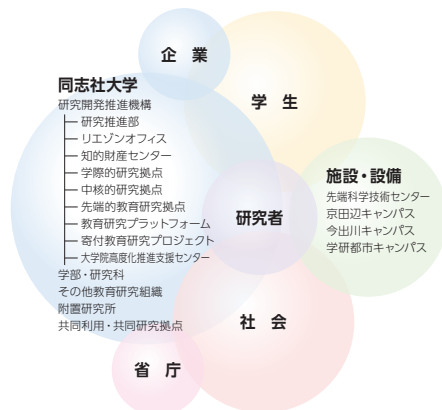 企 業
同志社大学
研究開発推進機構
研究推進部
リエゾンオフィス
知的財産センター
学際的研究拠点
中核的研究拠点
先端的教育研究拠点
教育研究プラットフォーム
寄付教育研究プロジェクト
大学院高度化推進支援センター
学部・研究科
その他教育研究組織
附置研究所
共同利用・共同研究拠点
学 生
研究者
施設・設備
先端科学技術センター
京田辺キャンパス
今出川キャンパス
学研都市キャンパス
社 会
省 庁